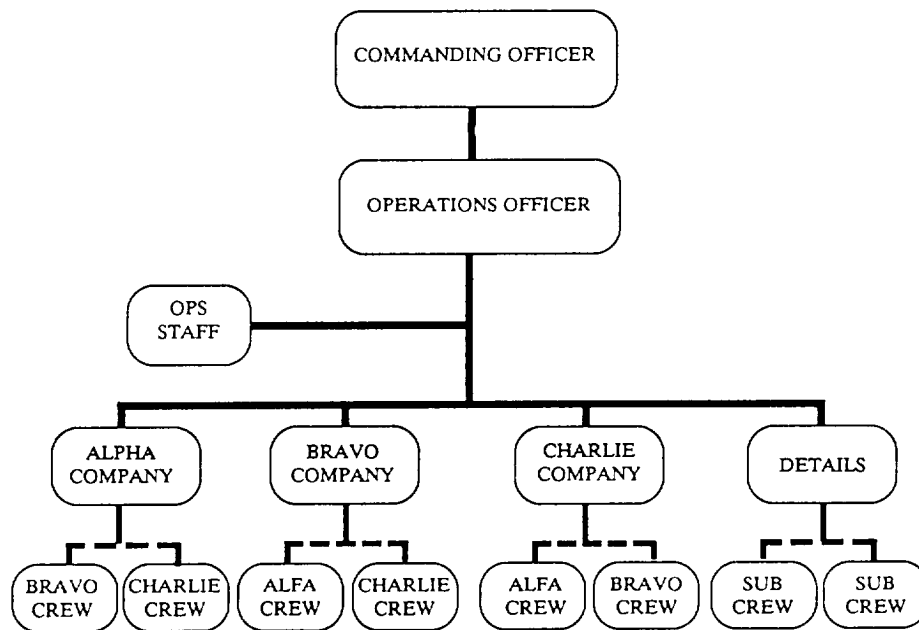 COMMANDING OFFICER
OPERATIONS OFFICER
OPS
STAFF
ALPHA
COMPANY
BRAVO
COMPANY
CHARLIE
COMPANY
DETAILS
BRAVO
CREW
CHARLIE
CREW
ALFA
CREW
CHARLIE
CREW
ALFA
CREW
BRAVO
CREW
SUB
CREW
SUB
CREW